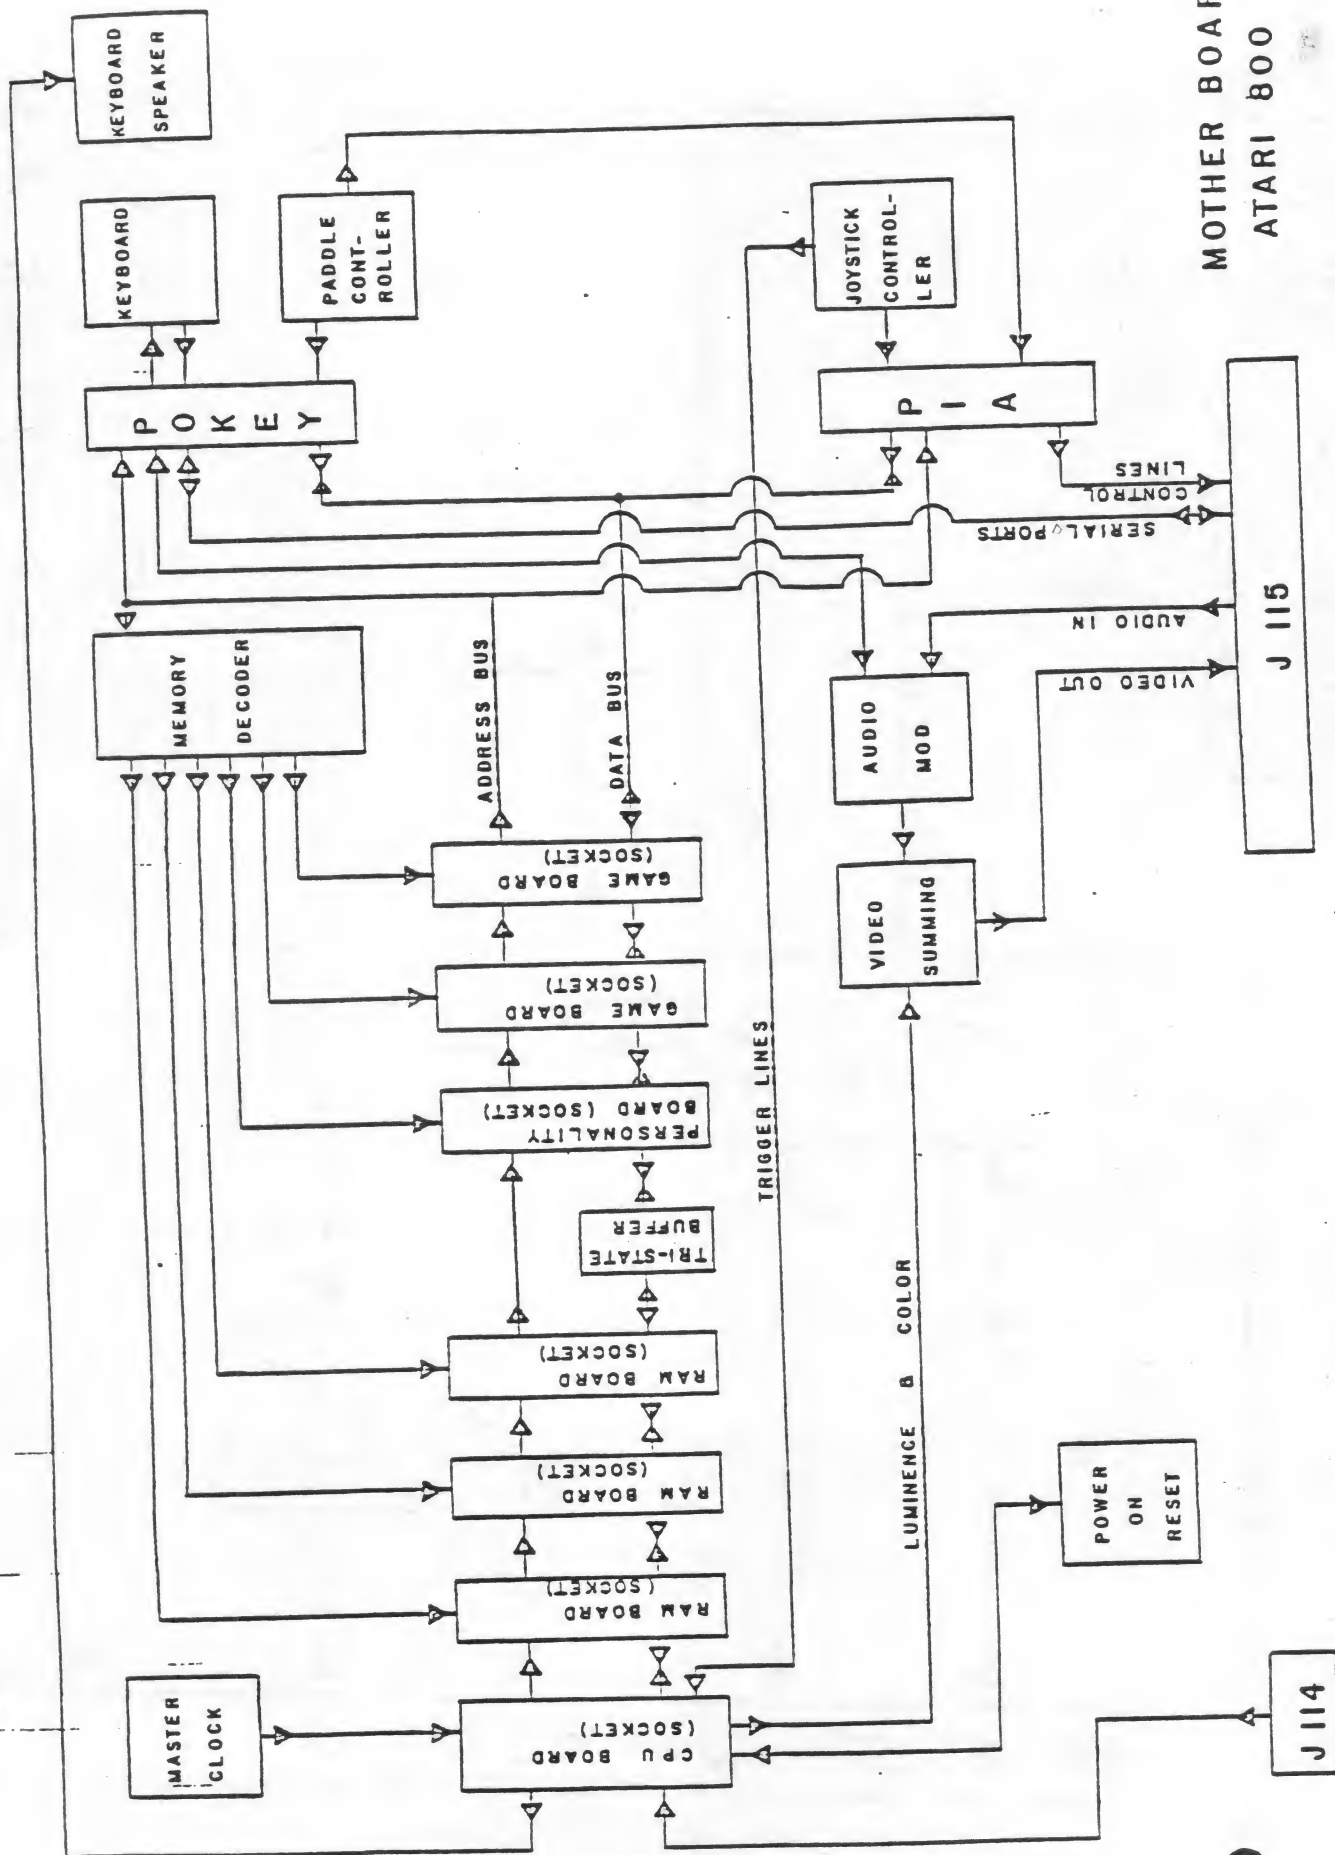 KEYBOARD
SPEAKER
KEYBOARD
PADDLE
CONT-
ROLLER
JOYSTICK
CONTROL-
LER
POKEY
PIA
MEMORY
DECODER
ADDRESS BUS
DATA BUS
CONTROL
LINES
SERIAL PORTS
AUDIO IN
VIDEO OUT
J 115
AUDIO
MOD
VIDEO
SUMMING
GAME BOARD
(SOCKET)
GAME BOARD
(SOCKET)
PERSONALITY
BOARD (SOCKET)
TRI-STATE
BUFFER
RAM BOARD
(SOCKET)
RAM BOARD
(SOCKET)
RAM BOARD
(SOCKET)
TRIGGER LINES
LUMINENCE & COLOR
MASTER
CLOCK
CPU BOARD
(SOCKET)
POWER
ON
RESET
J 114
MOTHER BOAR
ATARI 800